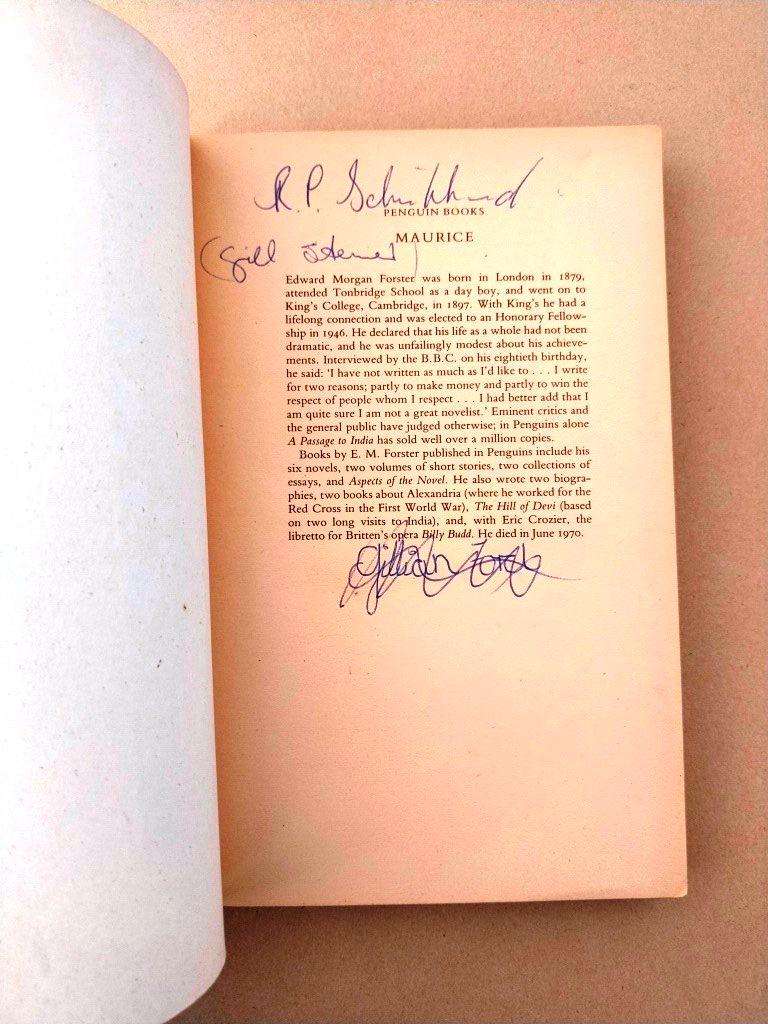 R. P.
PENGUIN BOOKS
MAURICE
(Gill
Edward Morgan Forster was born in London in 1879,
attended Tonbridge School as a day boy, and went on to
King's College, Cambridge, in 1897. With King's he had a
lifelong connection and was elected to an Honorary Fellow-
ship in 1946. He declared that his life as a whole had not been
dramatic, and he was unfailingly modest about his achieve-
ments. Interviewed by the B.B.C. on his eightieth birthday,
he said: 'I have not written as much as I'd like to . . . I write
for two reasons; partly to make money and partly to win the
respect of people whom I respect . . . I had better add that I
am quite sure I am not a great novelist.' Eminent critics and
the general public have judged otherwise; in Penguins alone
A Passage to India has sold well over a million copies.
Books by E. M. Forster published in Penguins include his
six novels, two volumes of short stories, two collections of
essays, and Aspects of the Novel. He also wrote two biogra-
phies, two books about Alexandria (where he worked for the
Red Cross in the First World War), The Hill of Devi (based
on two long visits to India), and, with Eric Crozier, the
libretto for Britten's opera Billy Budd. He died in June 1970.
Gillian